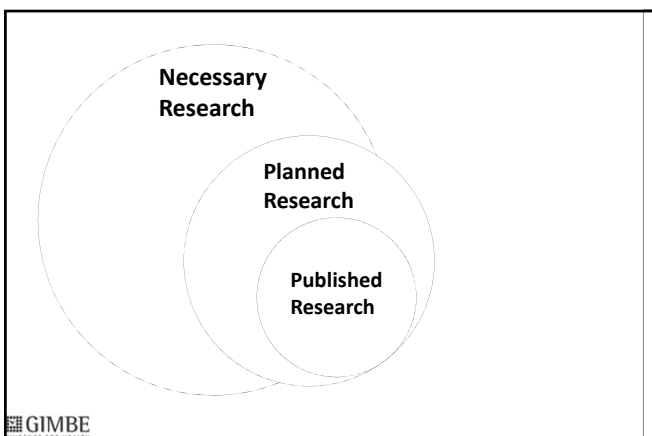 Necessary
Research
Planned
Research
Published
Research
GIMBE